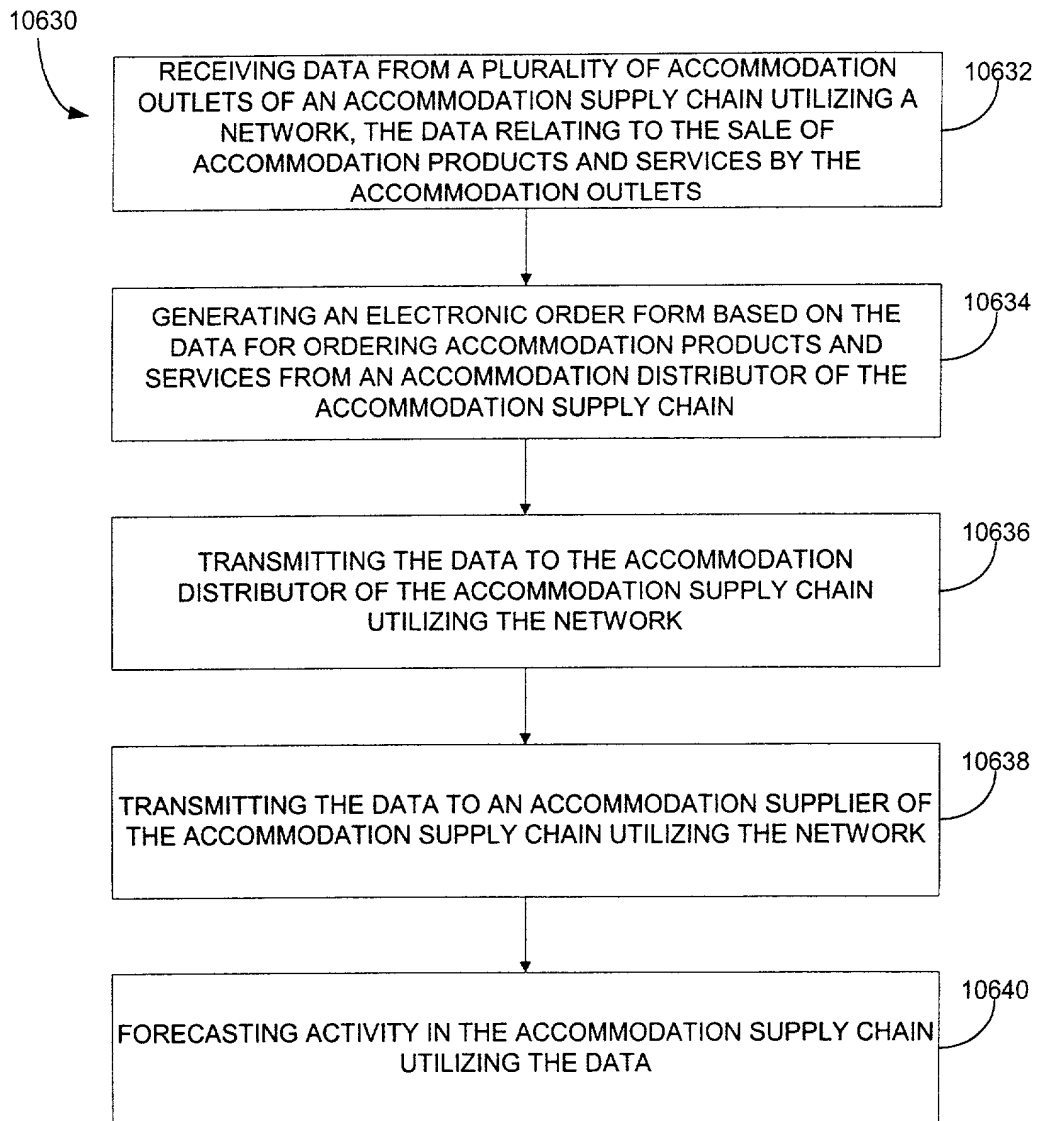 10630
RECEIVING DATA FROM A PLURALITY OF ACCOMMODATION
OUTLETS OF AN ACCOMMODATION SUPPLY CHAIN UTILIZING A
NETWORK, THE DATA RELATING TO THE SALE OF
ACCOMMODATION PRODUCTS AND SERVICES BY THE
ACCOMMODATION OUTLETS
10632
GENERATING AN ELECTRONIC ORDER FORM BASED ON THE
DATA FOR ORDERING ACCOMMODATION PRODUCTS AND
SERVICES FROM AN ACCOMMODATION DISTRIBUTOR OF THE
ACCOMMODATION SUPPLY CHAIN
10634
TRANSMITTING THE DATA TO THE ACCOMMODATION
DISTRIBUTOR OF THE ACCOMMODATION SUPPLY CHAIN
UTILIZING THE NETWORK
10636
TRANSMITTING THE DATA TO AN ACCOMMODATION SUPPLIER OF
THE ACCOMMODATION SUPPLY CHAIN UTILIZING THE NETWORK
10638
FORECASTING ACTIVITY IN THE ACCOMMODATION SUPPLY CHAIN
UTILIZING THE DATA
10640